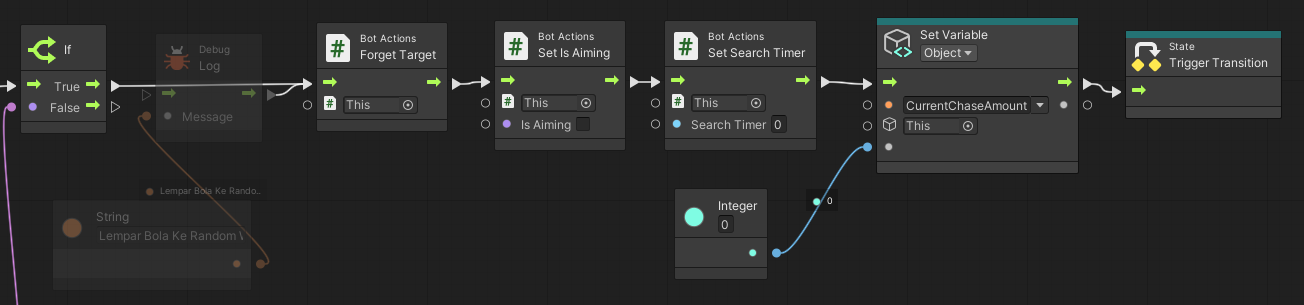 If
True
False
Debug
Log
Message
Lempar Bola Ke Rando..
String
Lempar Bola Ke Random
Bot Actions
Forget Target
This
Bot Actions
Set Is Aiming
This
Is Aiming
Bot Actions
Set Search Timer
This
Search Timer 0
Integer
0
0
Set Variable
Object
CurrentChaseAmount
This
State
Trigger Transition